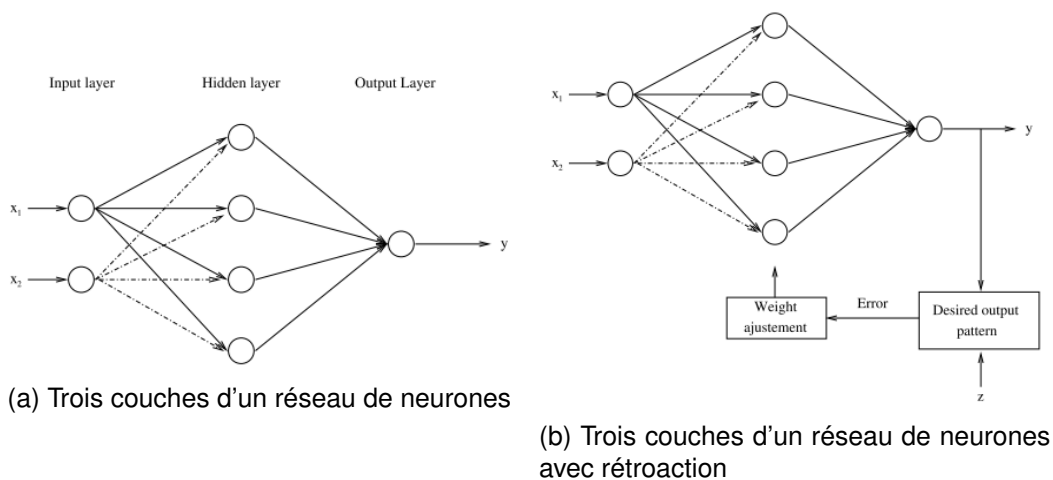 Input layer
Hidden layer
Output Layer
x1
x2
y
(a) Trois couches d'un réseau de neurones
x1
x2
y
Weight
ajustement
Error
Desired output
pattern
z
(b) Trois couches d'un réseau de neurones
avec rétroaction